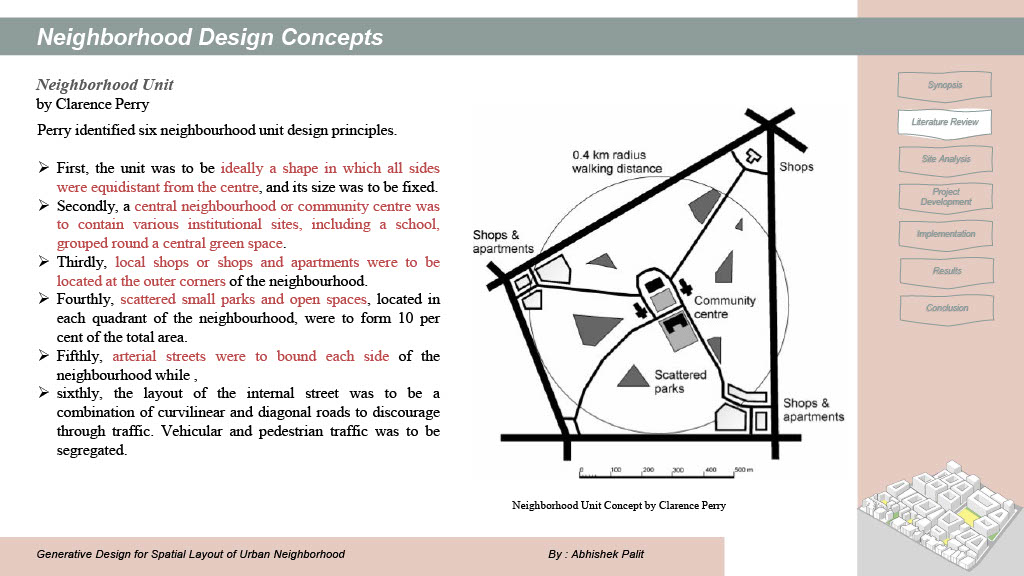 Neighborhood Design Concepts
Neighborhood Unit
by Clarence Perry
Perry identified six neighbourhood unit design principles.
➢ First, the unit was to be ideally a shape in which all sides
were equidistant from the centre, and its size was to be fixed.
➢ Secondly, a central neighbourhood or community centre was
to contain various institutional sites, including a school,
grouped round a central green space.
➢ Thirdly, local shops or shops and apartments were to be
located at the outer corners of the neighbourhood.
➢ Fourthly, scattered small parks and open spaces, located in
each quadrant of the neighbourhood, were to form 10 per
cent of the total area.
➢ Fifthly, arterial streets were to bound each side of the
neighbourhood while ,
➢ sixthly, the layout of the internal street was to be a
combination of curvilinear and diagonal roads to discourage
through traffic. Vehicular and pedestrian traffic was to be
segregated.
0.4 km radius
walking distance
Shops
Shops &
apartments
Community
centre
Scattered
parks
Shops &
apartments
0 100 200 300 400 500 m
Neighborhood Unit Concept by Clarence Perry
Synopsis
Literature Review
Site Analysis
Project
Development
Implementation
Results
Conclusion
Generative Design for Spatial Layout of Urban Neighborhood
By : Abhishek Palit